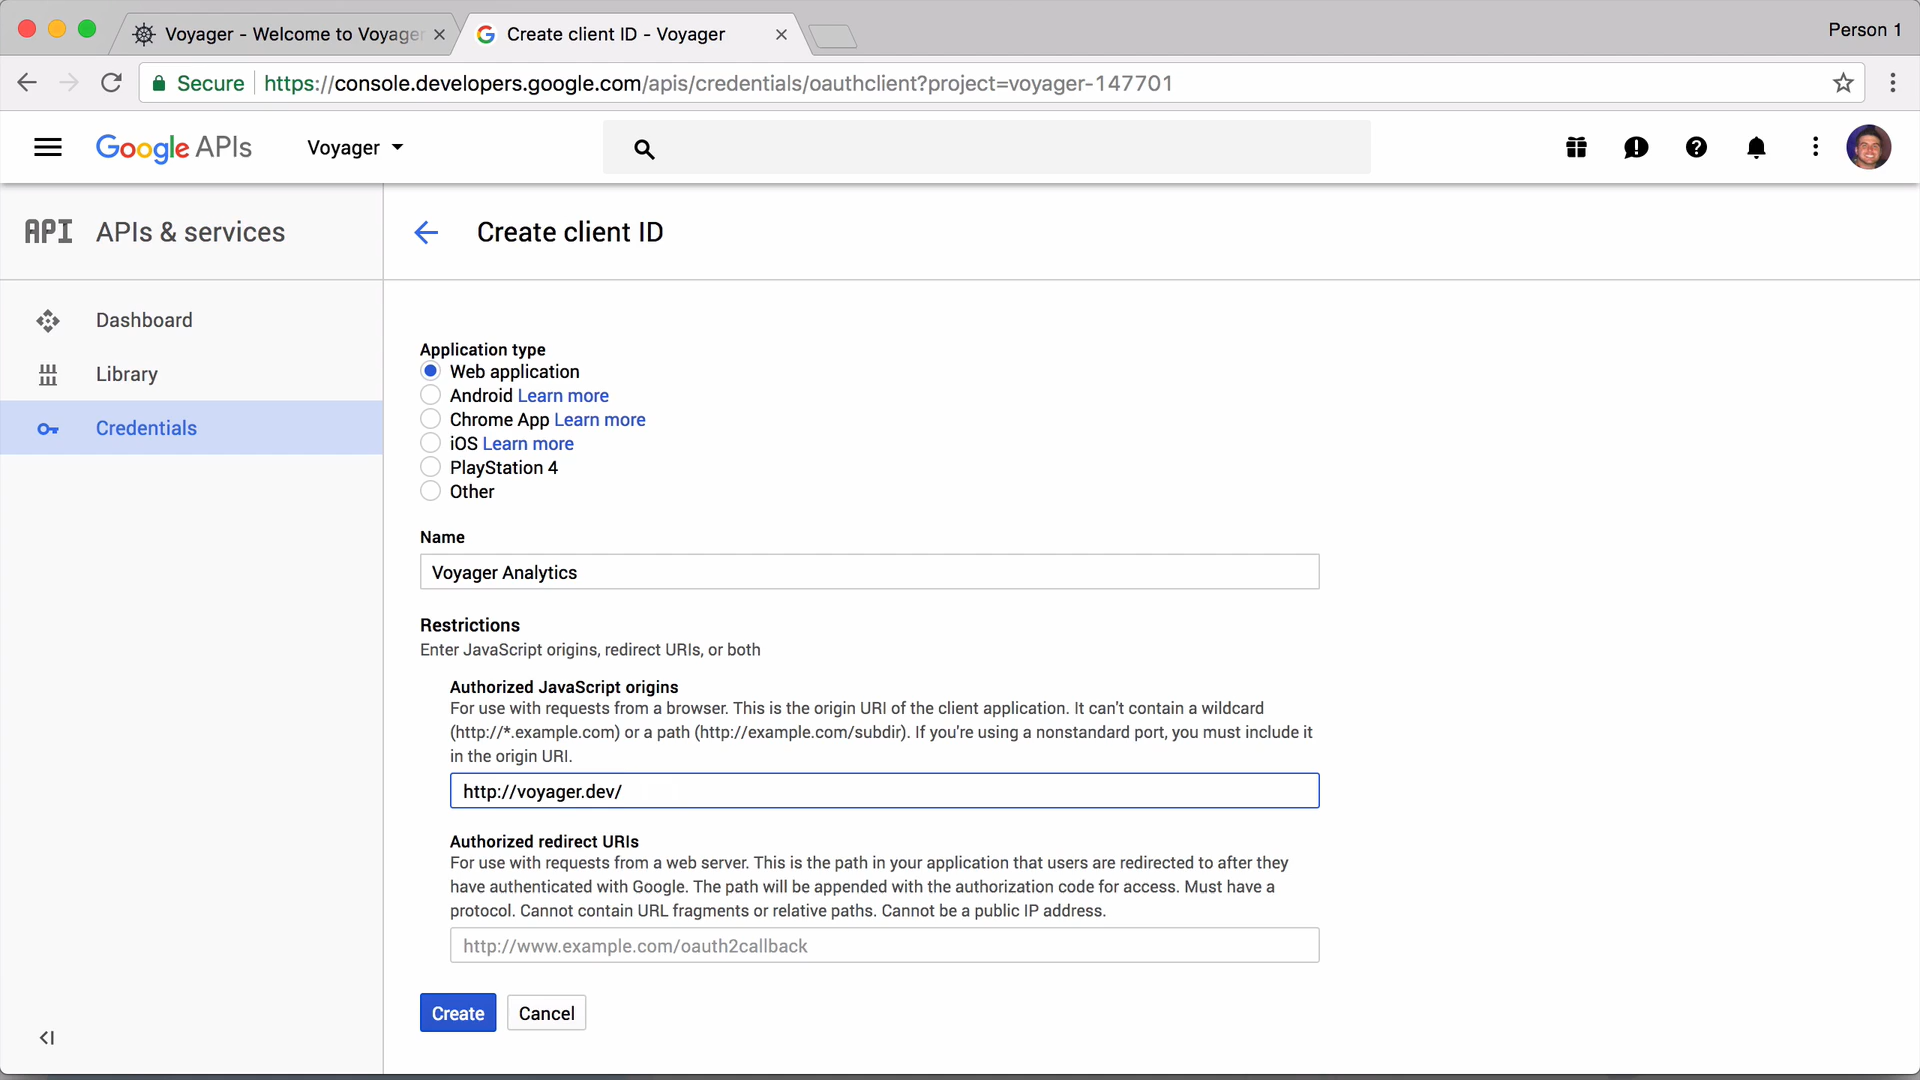 Voyager - Welcome to Voyager
Create client ID - Voyager
Person 1
Secure
https://console.developers.google.com/apis/credentials/oauthclient?project=voyager-147701
Google APIs
Voyager
API APIs & services
Create client ID
Dashboard
Library
Credentials
Application type
Web application
Android Learn more
Chrome App Learn more
iOS Learn more
PlayStation 4
Other
Name
Voyager Analytics
Restrictions
Enter JavaScript origins, redirect URIs, or both
Authorized JavaScript origins
For use with requests from a browser. This is the origin URI of the client application. It can't contain a wildcard
(http://*.example.com) or a path (http://example.com/subdir). If you're using a nonstandard port, you must include it
in the origin URI.
http://voyager.dev/
Authorized redirect URIs
For use with requests from a web server. This is the path in your application that users are redirected to after they
have authenticated with Google. The path will be appended with the authorization code for access. Must have a
protocol. Cannot contain URL fragments or relative paths. Cannot be a public IP address.
http://www.example.com/oauth2callback
Create
Cancel